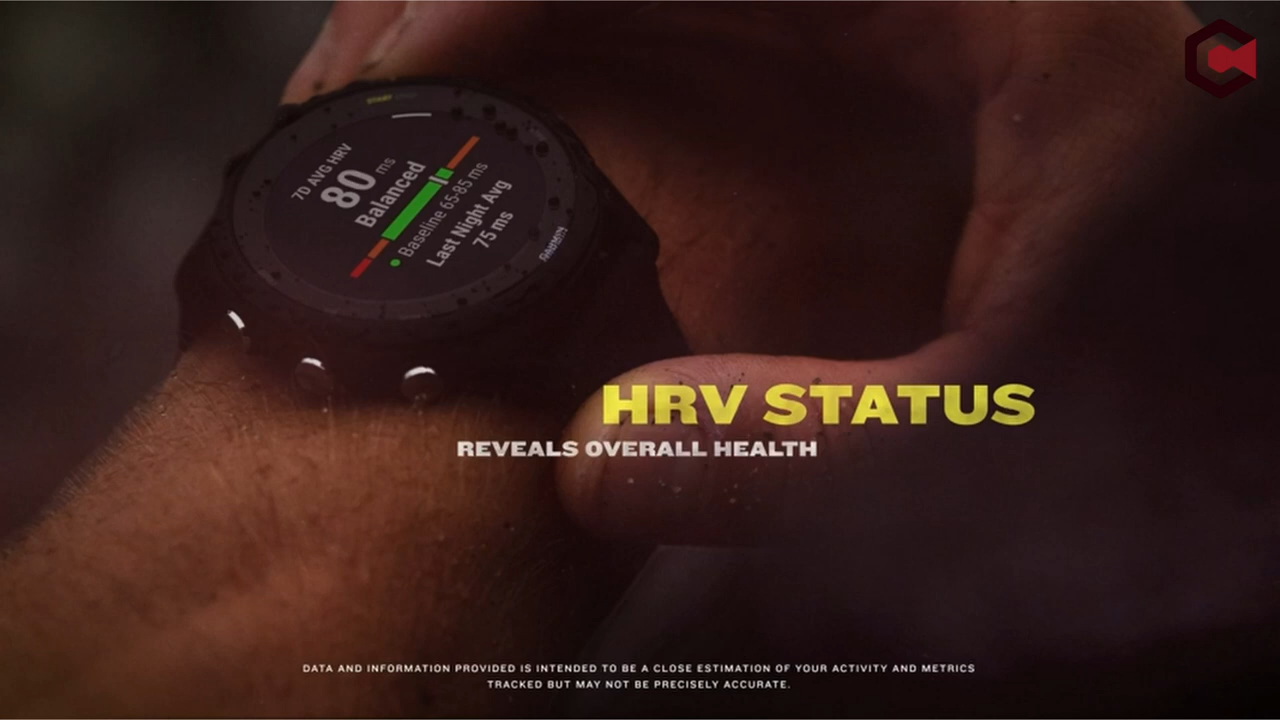 START
7D AVG HRV
80 ms
Balanced
Baseline 65-85 ms
Last Night Avg
75 ms
GARMIN
HRV STATUS
REVEALS OVERALL HEALTH
DATA AND INFORMATION PROVIDED IS INTENDED TO BE A CLOSE ESTIMATION OF YOUR ACTIVITY AND METRICS
TRACKED BUT MAY NOT BE PRECISELY ACCURATE.